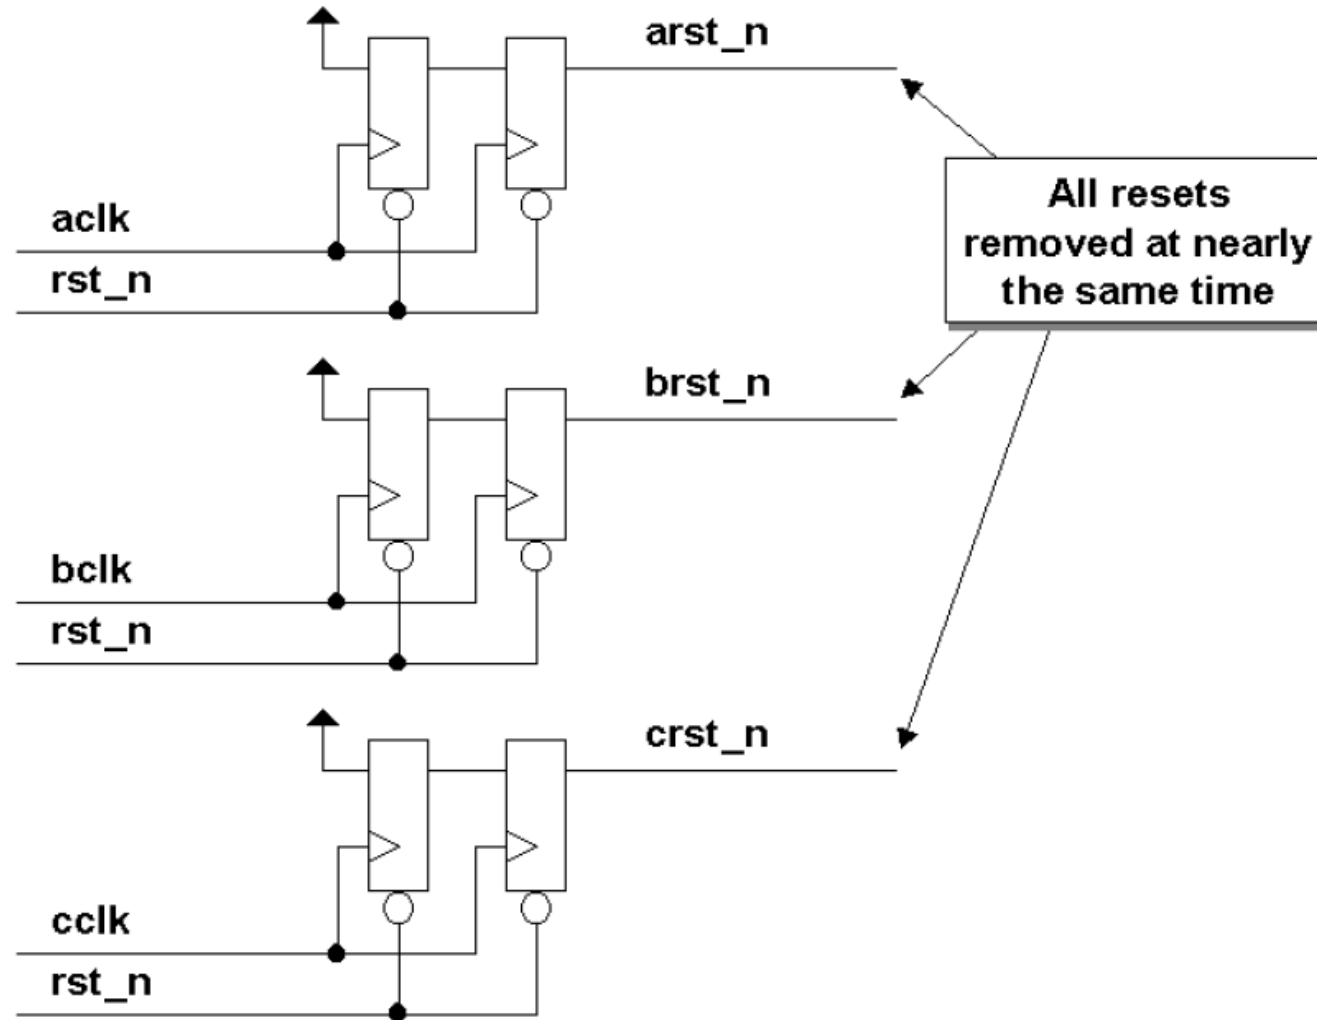 arst_n
All resets
removed at nearly
the same time
aclk
rst_n
brst_n
bclk
rst_n
crst_n
cclk
rst_n